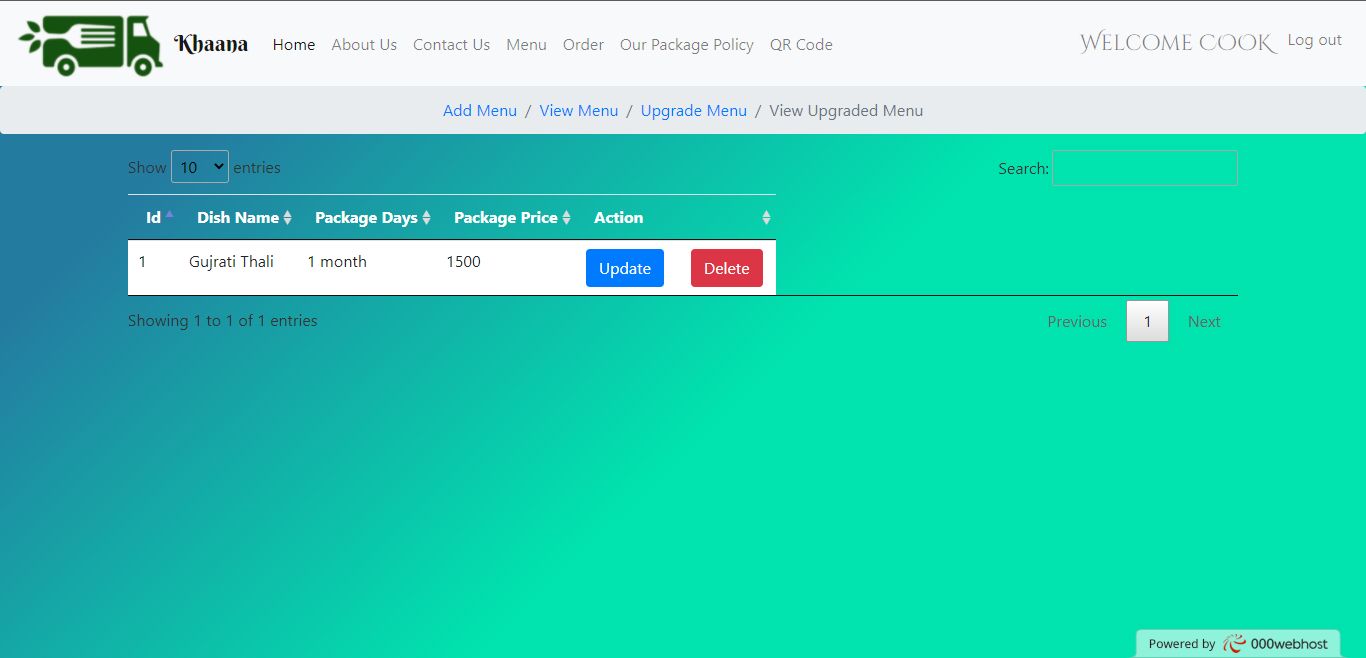 Khaana Home About Us Contact Us Menu Order Our Package Policy QR Code WELCOME COOK Log out
Add Menu / View Menu / Upgrade Menu / View Upgraded Menu
Show 10 entries Search:
Id Dish Name Package Days Package Price Action
1 Gujrati Thali 1 month 1500 Update Delete
Showing 1 to 1 of 1 entries Previous 1 Next
Powered by 000webhost